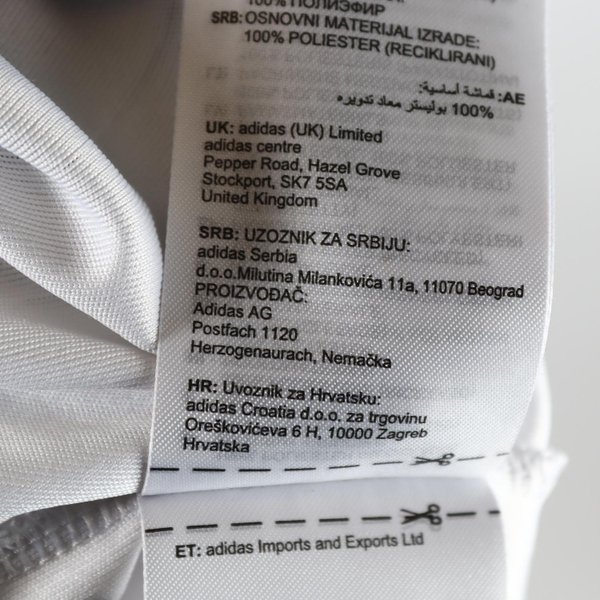 100% ПОЛИЭФИР
SRB: OSNOVNI MATERIJAL IZRADE:
100% POLIESTER (RECIKLIRANI)
AE: قماشة أساسية:
100% بوليستر معاد تدويره
UK: adidas (UK) Limited
adidas centre
Pepper Road, Hazel Grove
Stockport, SK7 5SA
United Kingdom
SRB: UZOZNIK ZA SRBIJU:
adidas Serbia
d.o.o.Milutina Milankovića 11a, 11070 Beograd
PROIZVOĐAČ:
Adidas AG
Postfach 1120
Herzogenaurach, Nemačka
HR: Uvoznik za Hrvatsku:
adidas Croatia d.o.o. za trgovinu
Oreškovićeva 6 H, 10000 Zagreb
Hrvatska
ET: adidas Imports and Exports Ltd